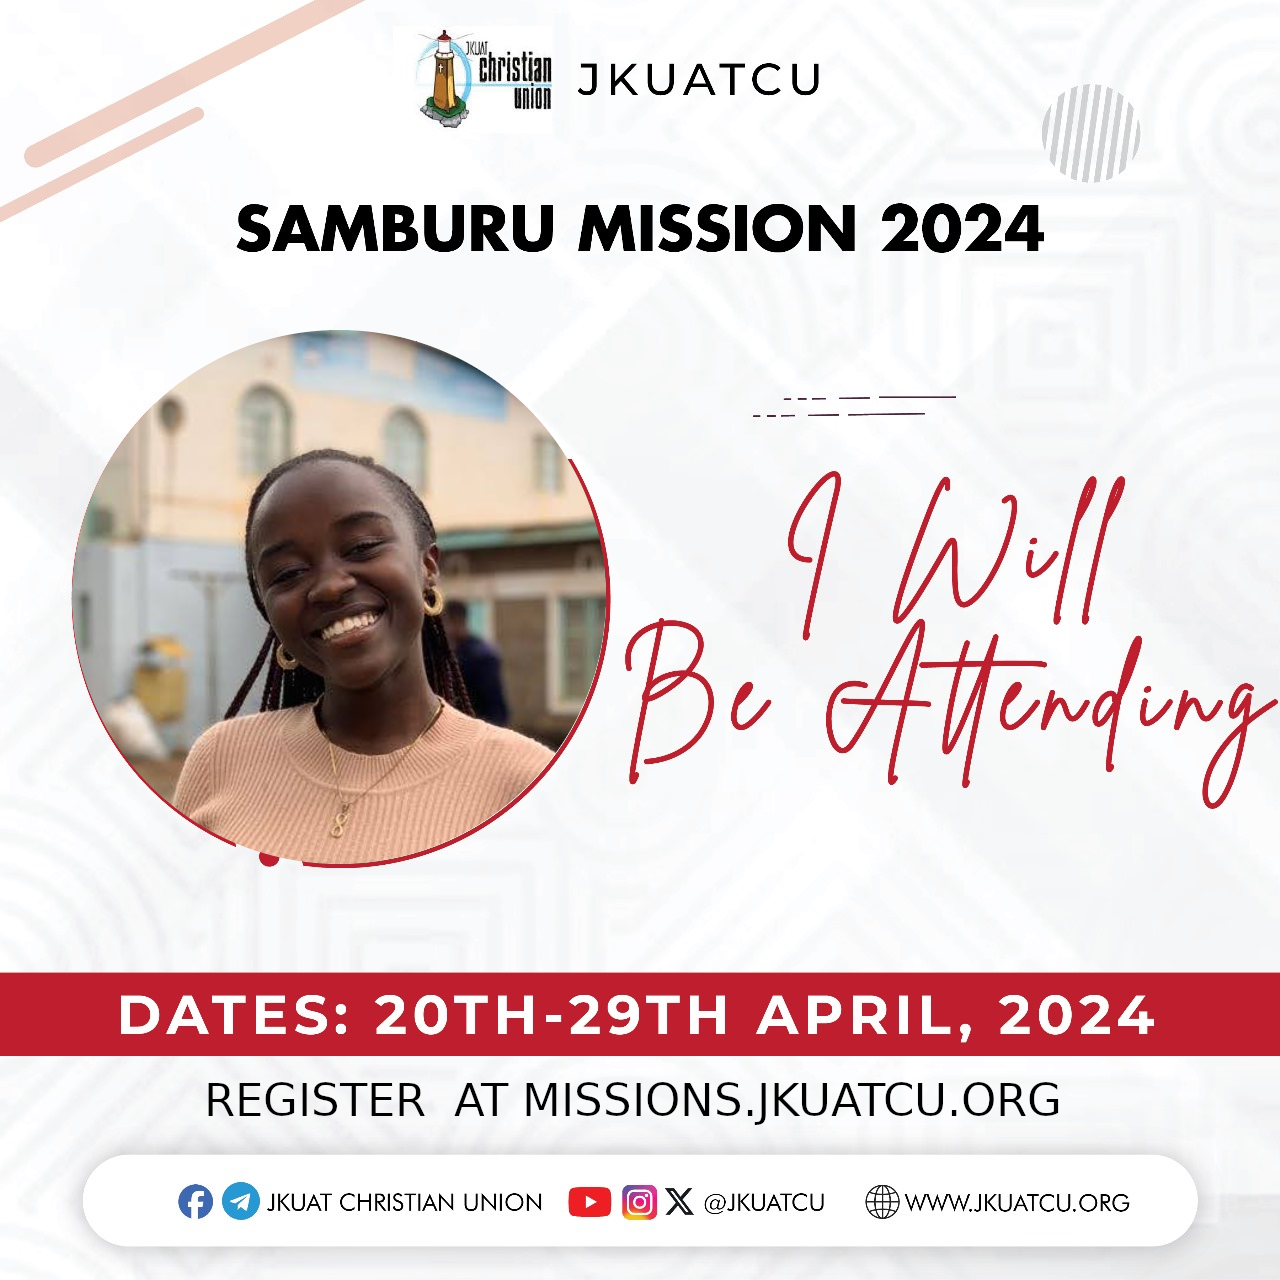 JKUAT
christian
union
JKUATCU
SAMBURU MISSION 2024
I Will
Be Attending
DATES: 20TH-29TH APRIL, 2024
REGISTER  AT MISSIONS.JKUATCU.ORG
JKUAT CHRISTIAN UNION @JKUATCU WWW.JKUATCU.ORG